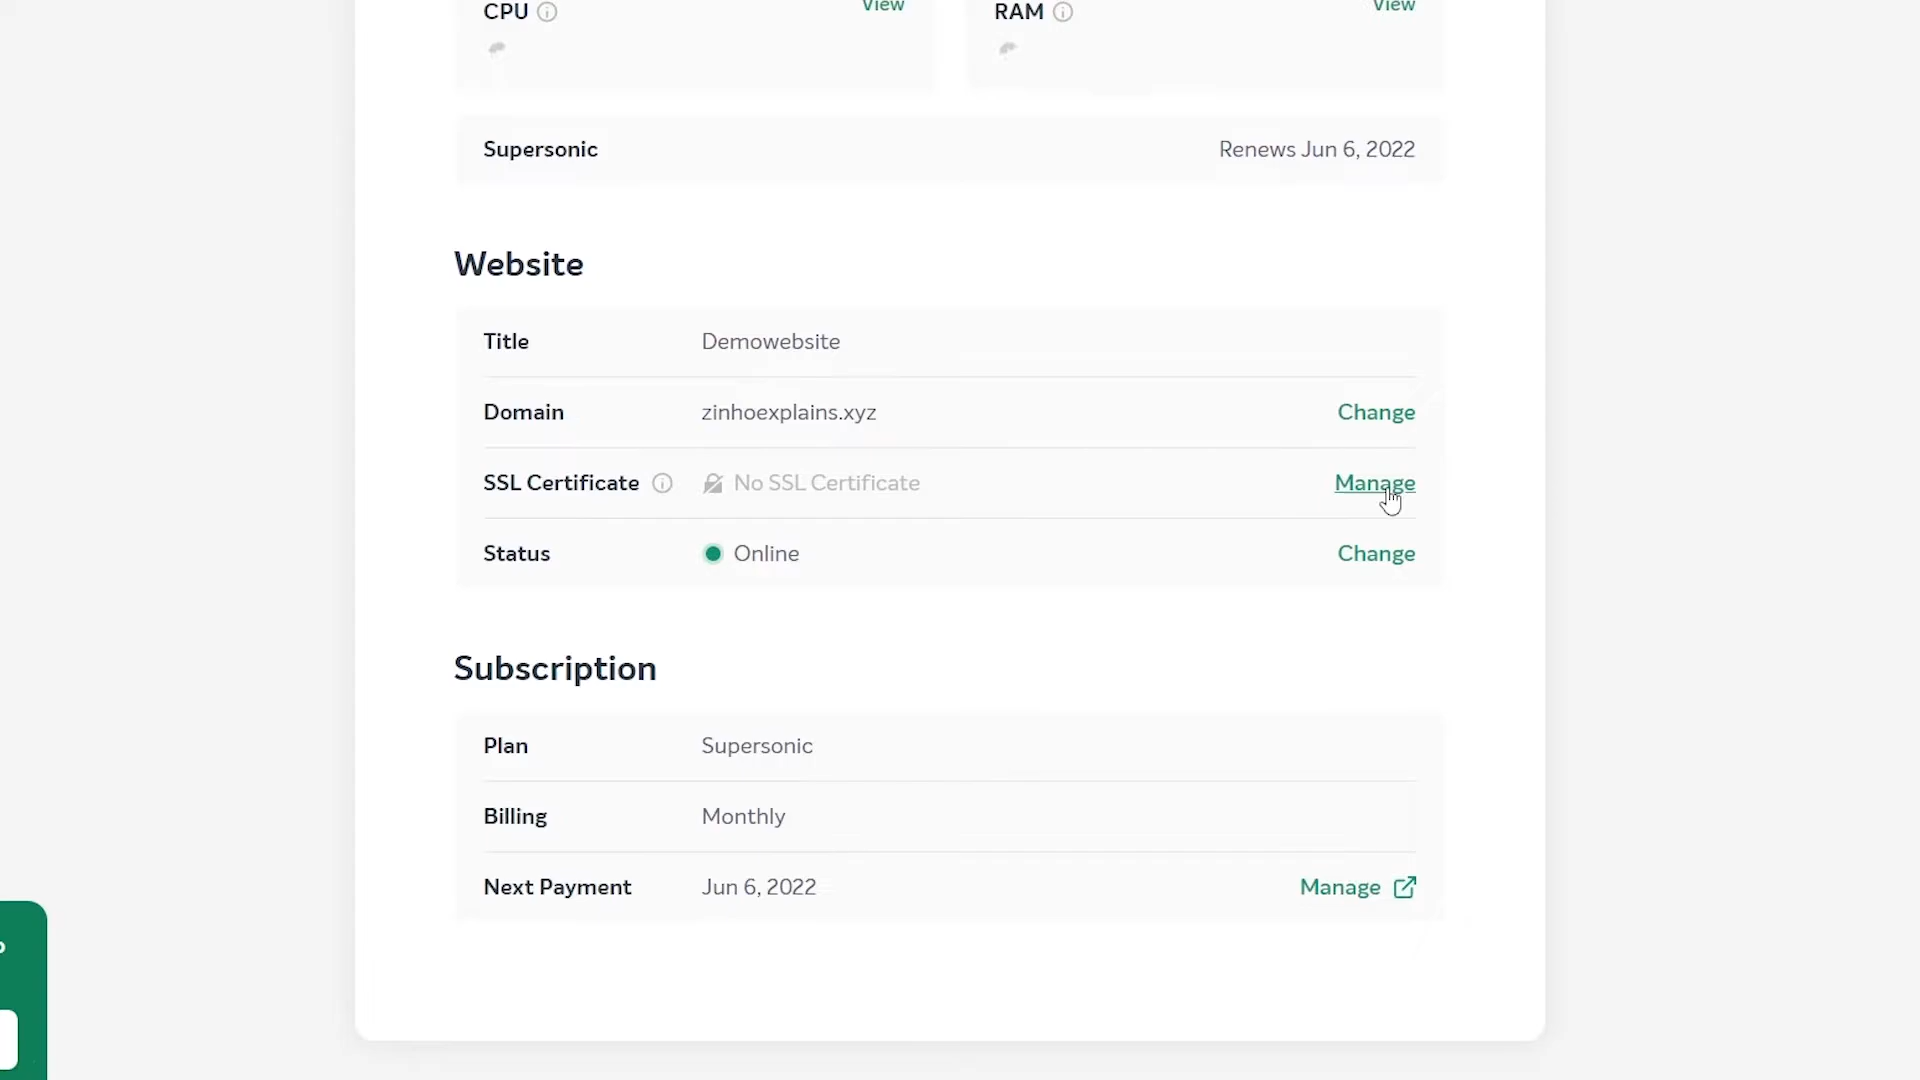 CPU View RAM View
Supersonic Renews Jun 6, 2022
Website
Title Demowebsite
Domain zinhoexplains.xyz Change
SSL Certificate No SSL Certificate Manage
Status Online Change
Subscription
Plan Supersonic
Billing Monthly
Next Payment Jun 6, 2022 Manage